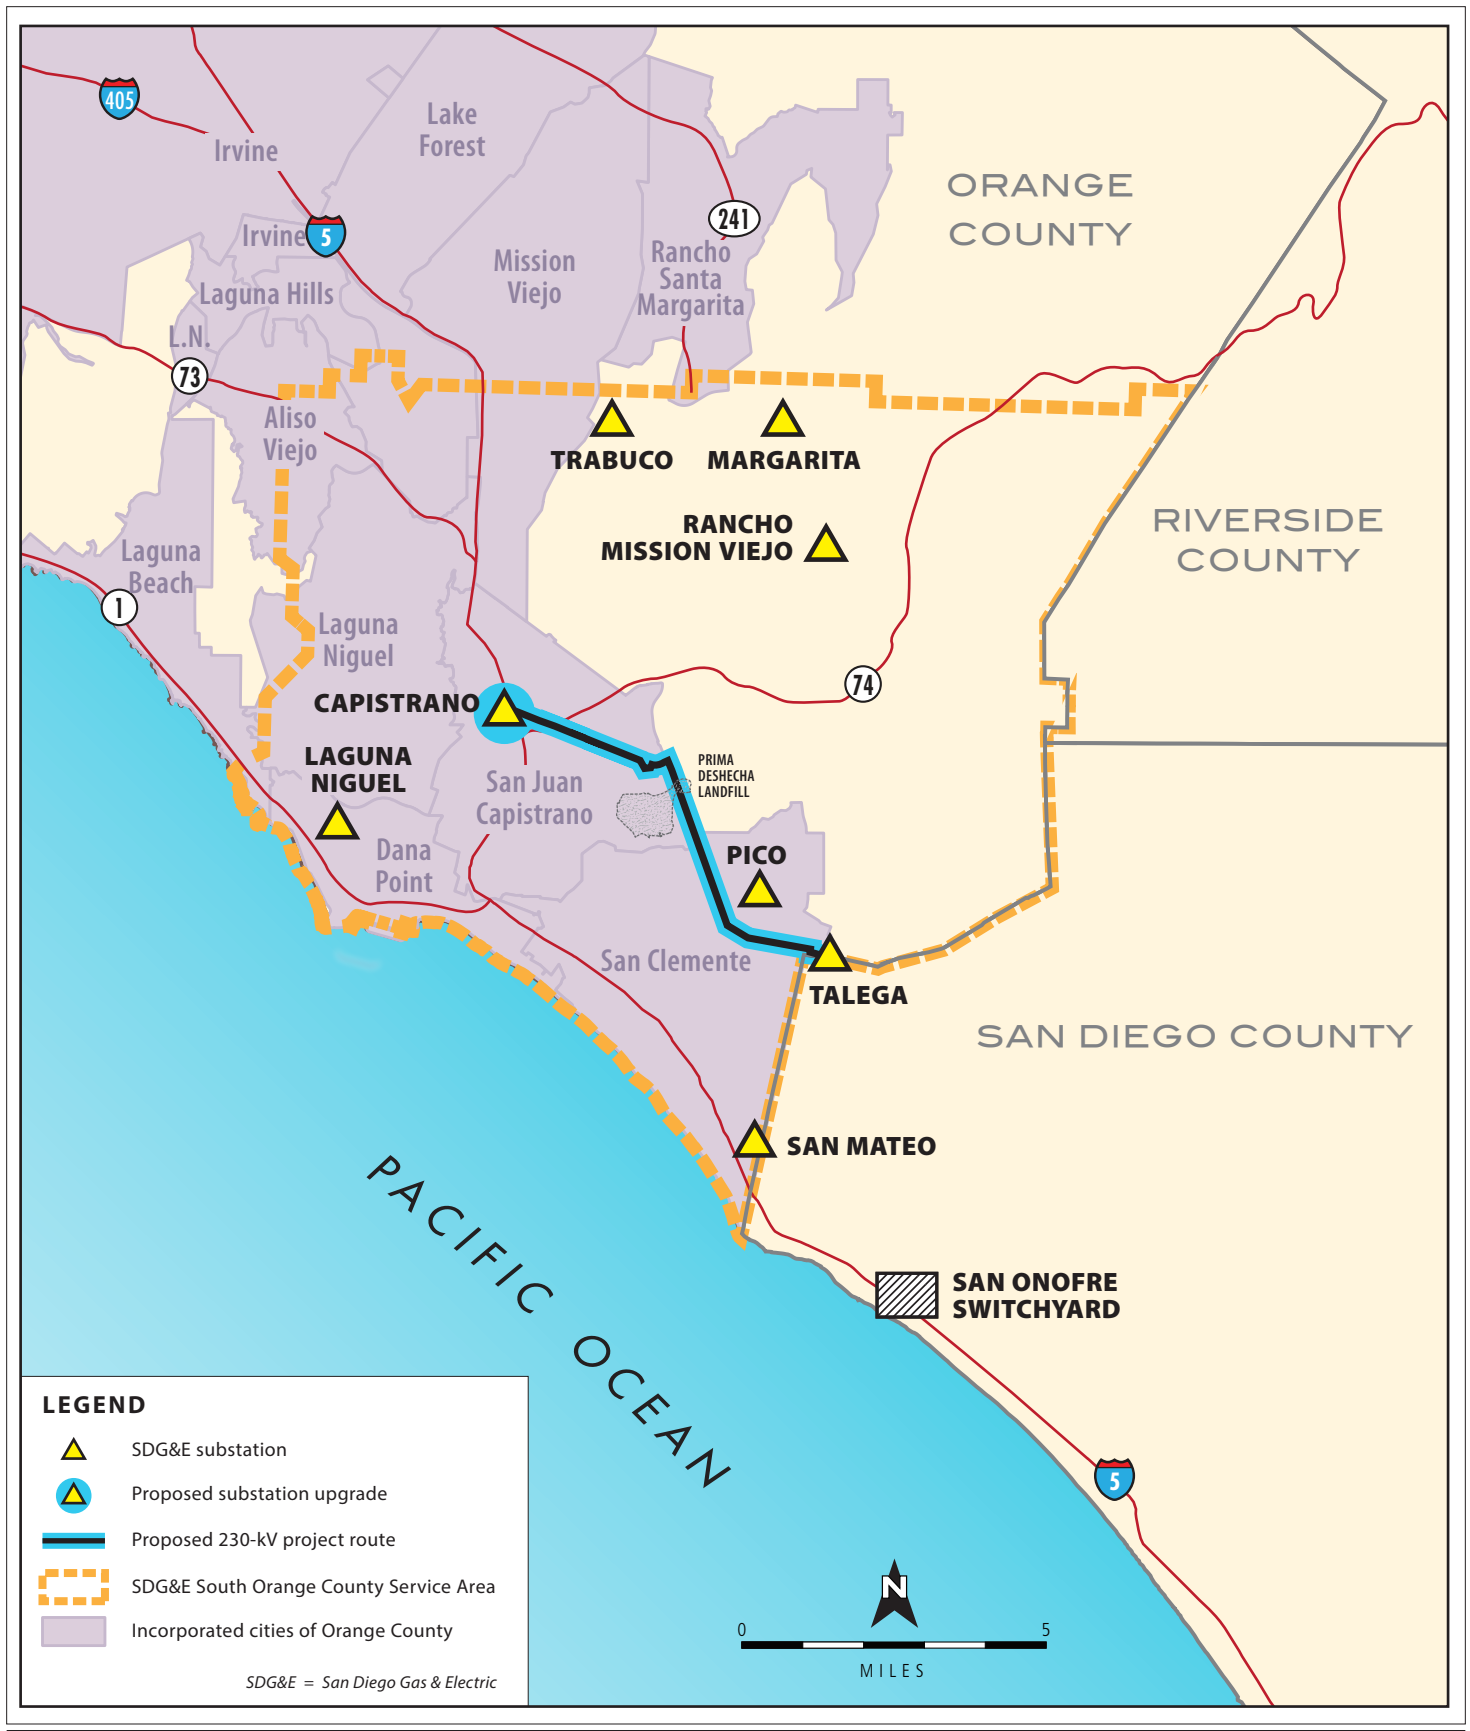 405
Irvine
Lake
Forest
ORANGE
COUNTY
241
Irvine
5
Mission
Viejo
Rancho
Santa
Margarita
Laguna Hills
L.N.
73
Aliso
Viejo
TRABUCO
MARGARITA
RANCHO
MISSION VIEJO
RIVERSIDE
COUNTY
Laguna
Beach
1
Laguna
Niguel
74
CAPISTRANO
LAGUNA
NIGUEL
San Juan
Capistrano
PRIMA
DESHECHA
LANDFILL
Dana
Point
PICO
San Clemente
TALEGA
SAN DIEGO COUNTY
SAN MATEO
PACIFIC OCEAN
SAN ONOFRE
SWITCHYARD
5
LEGEND
SDG&E substation
Proposed substation upgrade
Proposed 230-kV project route
SDG&E South Orange County Service Area
Incorporated cities of Orange County
SDG&E = San Diego Gas & Electric
N
0 5
MILES